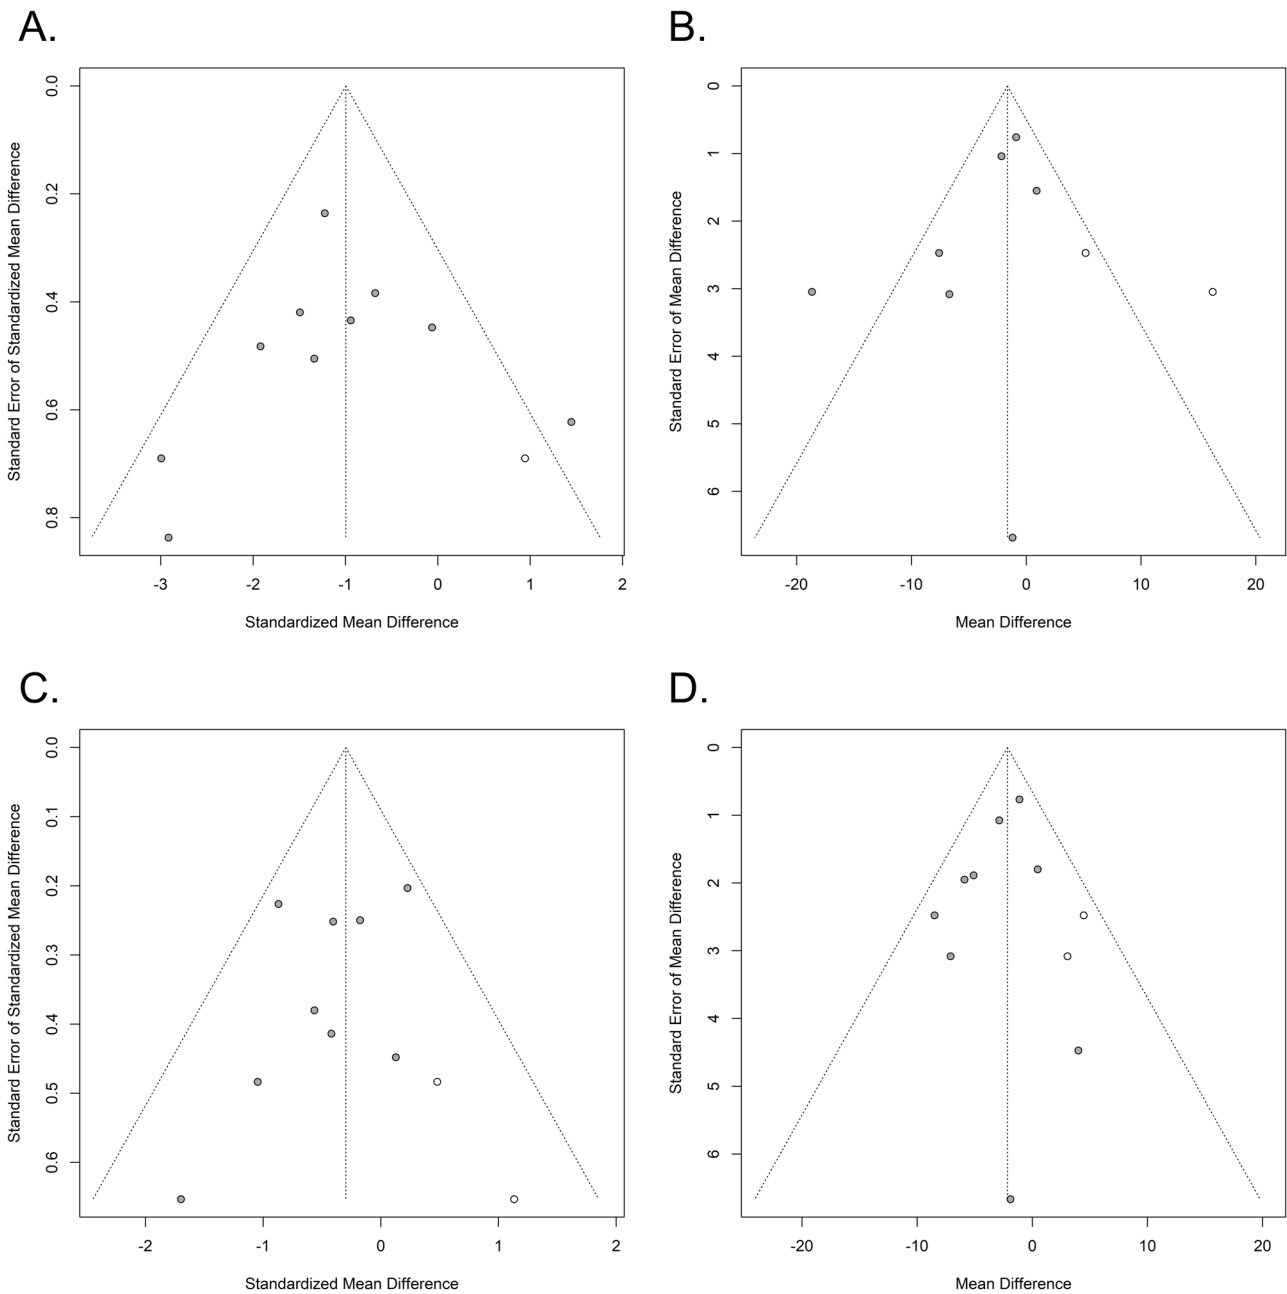 A.
Standard Error of Standardized Mean Difference
0.0
0.2
0.4
0.6
0.8
-3 -2 -1 0 1 2
Standardized Mean Difference
B.
Standard Error of Mean Difference
0
1
2
3
4
5
6
-20 -10 0 10 20
Mean Difference
C.
Standard Error of Standardized Mean Difference
0.0
0.1
0.2
0.3
0.4
0.5
0.6
-2 -1 0 1 2
Standardized Mean Difference
D.
Standard Error of Mean Difference
0
1
2
3
4
5
6
-20 -10 0 10 20
Mean Difference